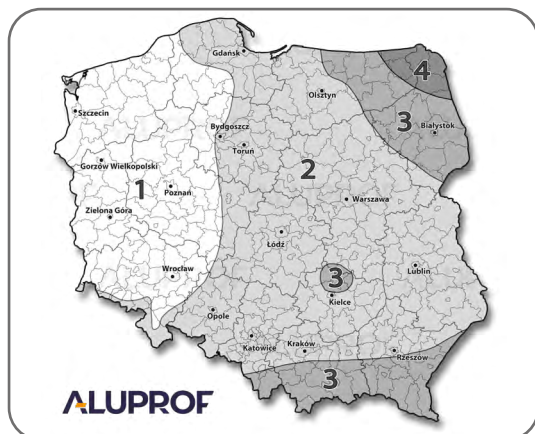 Gdańsk
4
Olsztyn
Szczecin
3
Białystok
Bydgoszcz
Toruń
Gorzów Wielkopolski
2
1
Poznań
Warszawa
Zielona Góra
Łódź
Wrocław
3
Lublin
Kielce
Opole
Katowice
Kraków
Rzeszów
3
ALUPROF